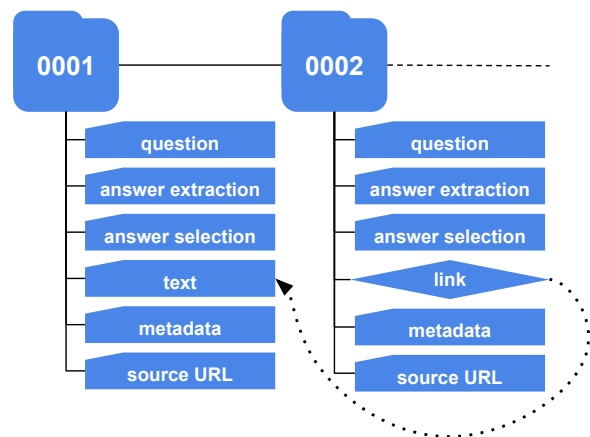 0001
question
answer extraction
answer selection
text
metadata
source URL
0002
question
answer extraction
answer selection
link
metadata
source URL